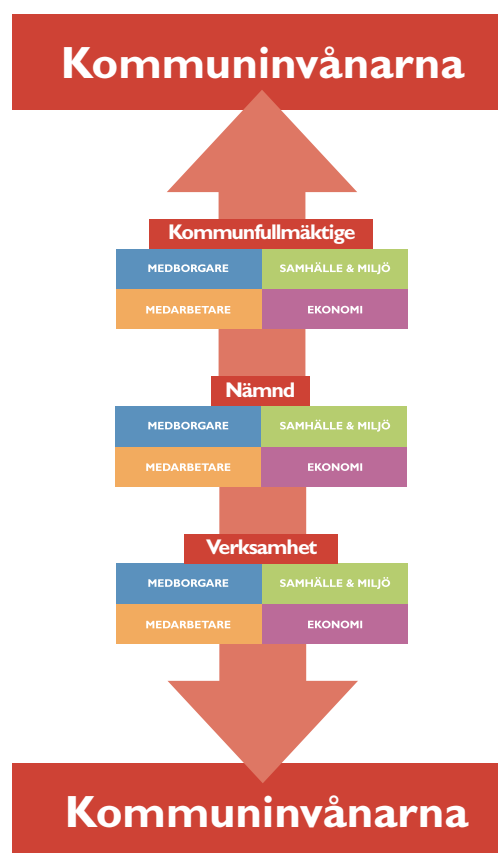 Kommuninvånarna
Kommunfullmäktige
MEDBORGARE SAMHÄLLE & MILJÖ
MEDARBETARE EKONOMI
Nämnd
MEDBORGARE SAMHÄLLE & MILJÖ
MEDARBETARE EKONOMI
Verksamhet
MEDBORGARE SAMHÄLLE & MILJÖ
MEDARBETARE EKONOMI
Kommuninvånarna